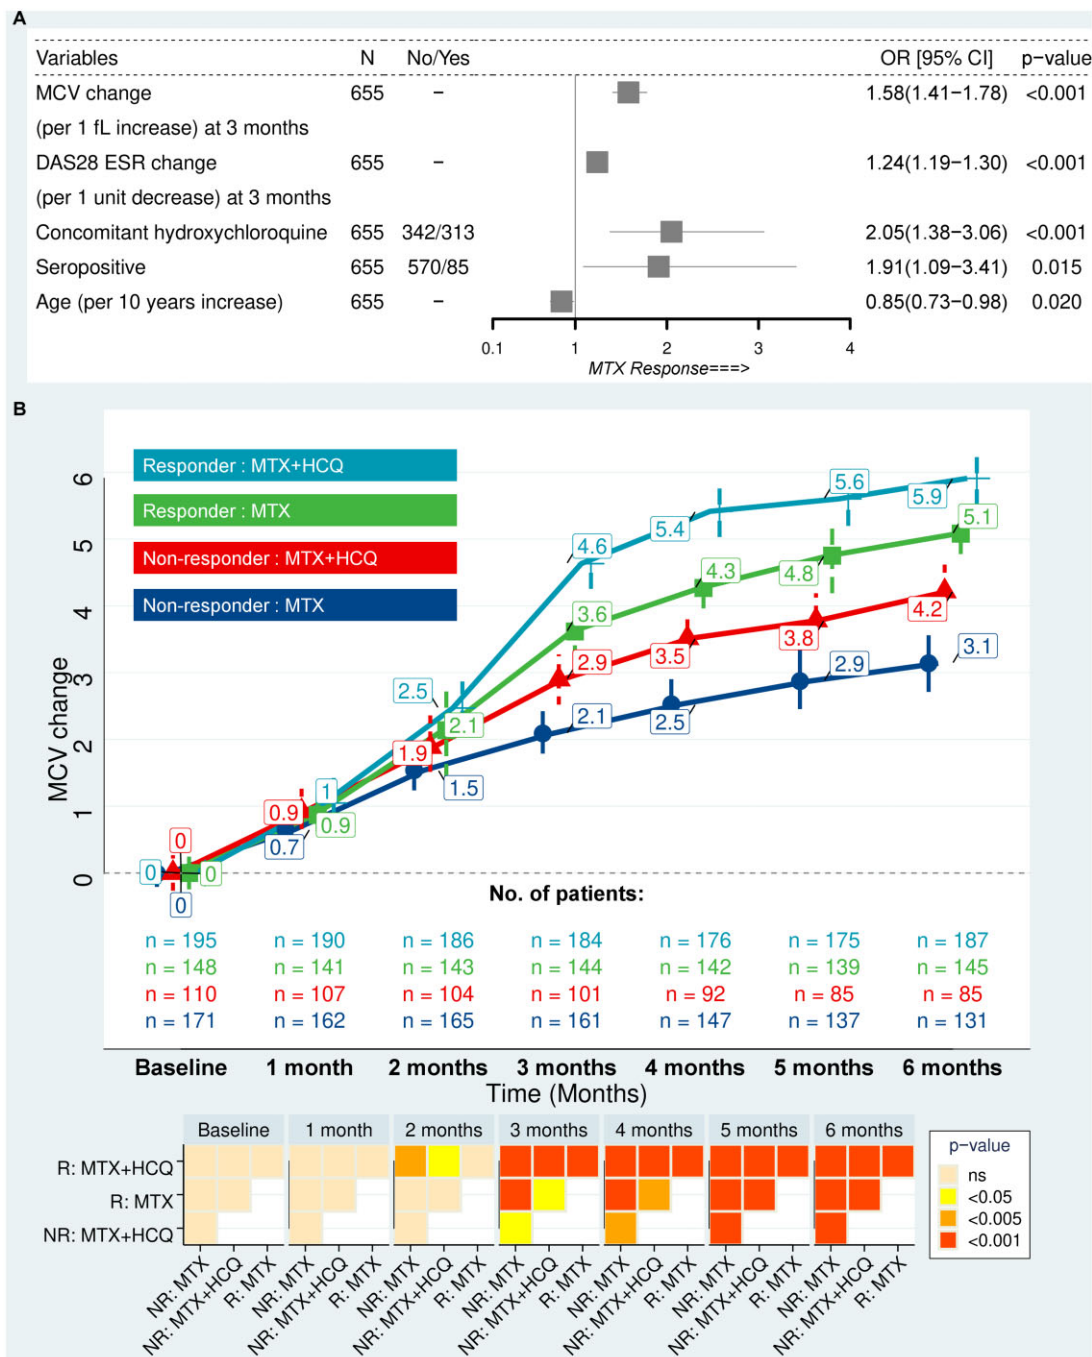 A
Variables N No/Yes OR [95% CI] p−value
MCV change 655 − 1.58(1.41−1.78) <0.001
(per 1 fL increase) at 3 months
DAS28 ESR change 655 − 1.24(1.19−1.30) <0.001
(per 1 unit decrease) at 3 months
Concomitant hydroxychloroquine 655 342/313 2.05(1.38−3.06) <0.001
Seropositive 655 570/85 1.91(1.09−3.41) 0.015
Age (per 10 years increase) 655 − 0.85(0.73−0.98) 0.020
0.1 1 2 3 4
MTX Response===>
B
Responder : MTX+HCQ
Responder : MTX
Non-responder : MTX+HCQ
Non-responder : MTX
MCV change
6
5
4
3
2
1
0
0 1 2.5 4.6 5.4 5.6 5.9
0 0.9 2.1 3.6 4.3 4.8 5.1
0 0.9 1.9 2.9 3.5 3.8 4.2
0 0.7 1.5 2.1 2.5 2.9 3.1
No. of patients:
n = 195 n = 190 n = 186 n = 184 n = 176 n = 175 n = 187
n = 148 n = 141 n = 143 n = 144 n = 142 n = 139 n = 145
n = 110 n = 107 n = 104 n = 101 n = 92 n = 85 n = 85
n = 171 n = 162 n = 165 n = 161 n = 147 n = 137 n = 131
Baseline 1 month 2 months 3 months 4 months 5 months 6 months
Time (Months)
Baseline 1 month 2 months 3 months 4 months 5 months 6 months
R: MTX+HCQ
R: MTX
NR: MTX+HCQ
NR: MTX NR: MTX+HCQ R: MTX NR: MTX NR: MTX+HCQ R: MTX NR: MTX NR: MTX+HCQ R: MTX NR: MTX NR: MTX+HCQ R: MTX NR: MTX NR: MTX+HCQ R: MTX NR: MTX NR: MTX+HCQ R: MTX NR: MTX NR: MTX+HCQ R: MTX
p−value
ns
<0.05
<0.005
<0.001